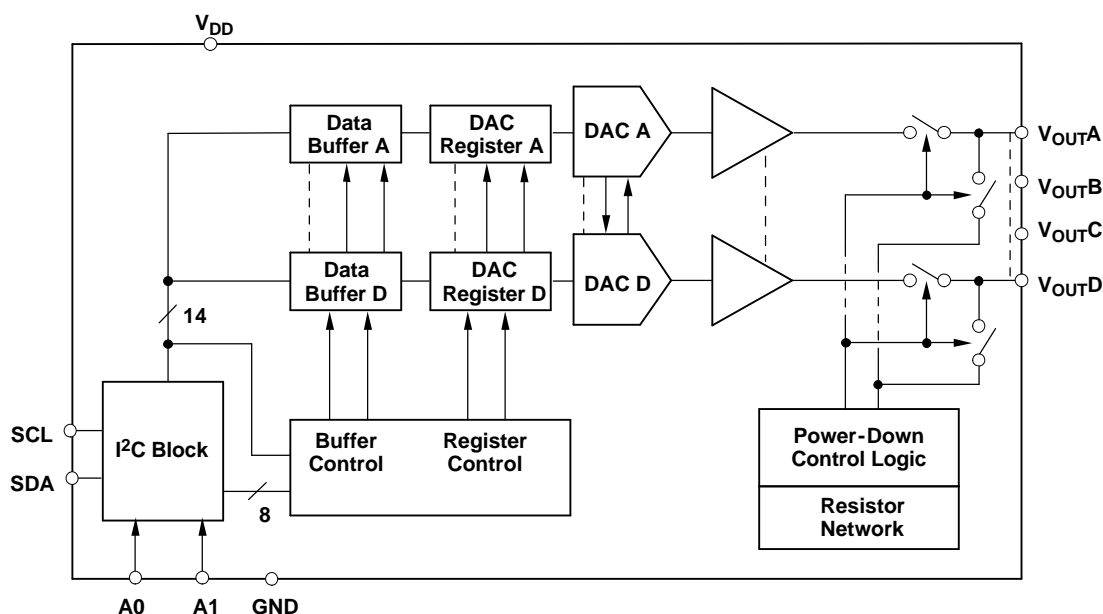 VDD
Data
Buffer A
DAC
Register A
DAC A
VOUTA
VOUTB
VOUTC
Data
Buffer D
DAC
Register D
DAC D
VOUTD
14
SCL
SDA
I2C Block
Buffer
Control
Register
Control
8
Power-Down
Control Logic
Resistor
Network
A0
A1
GND